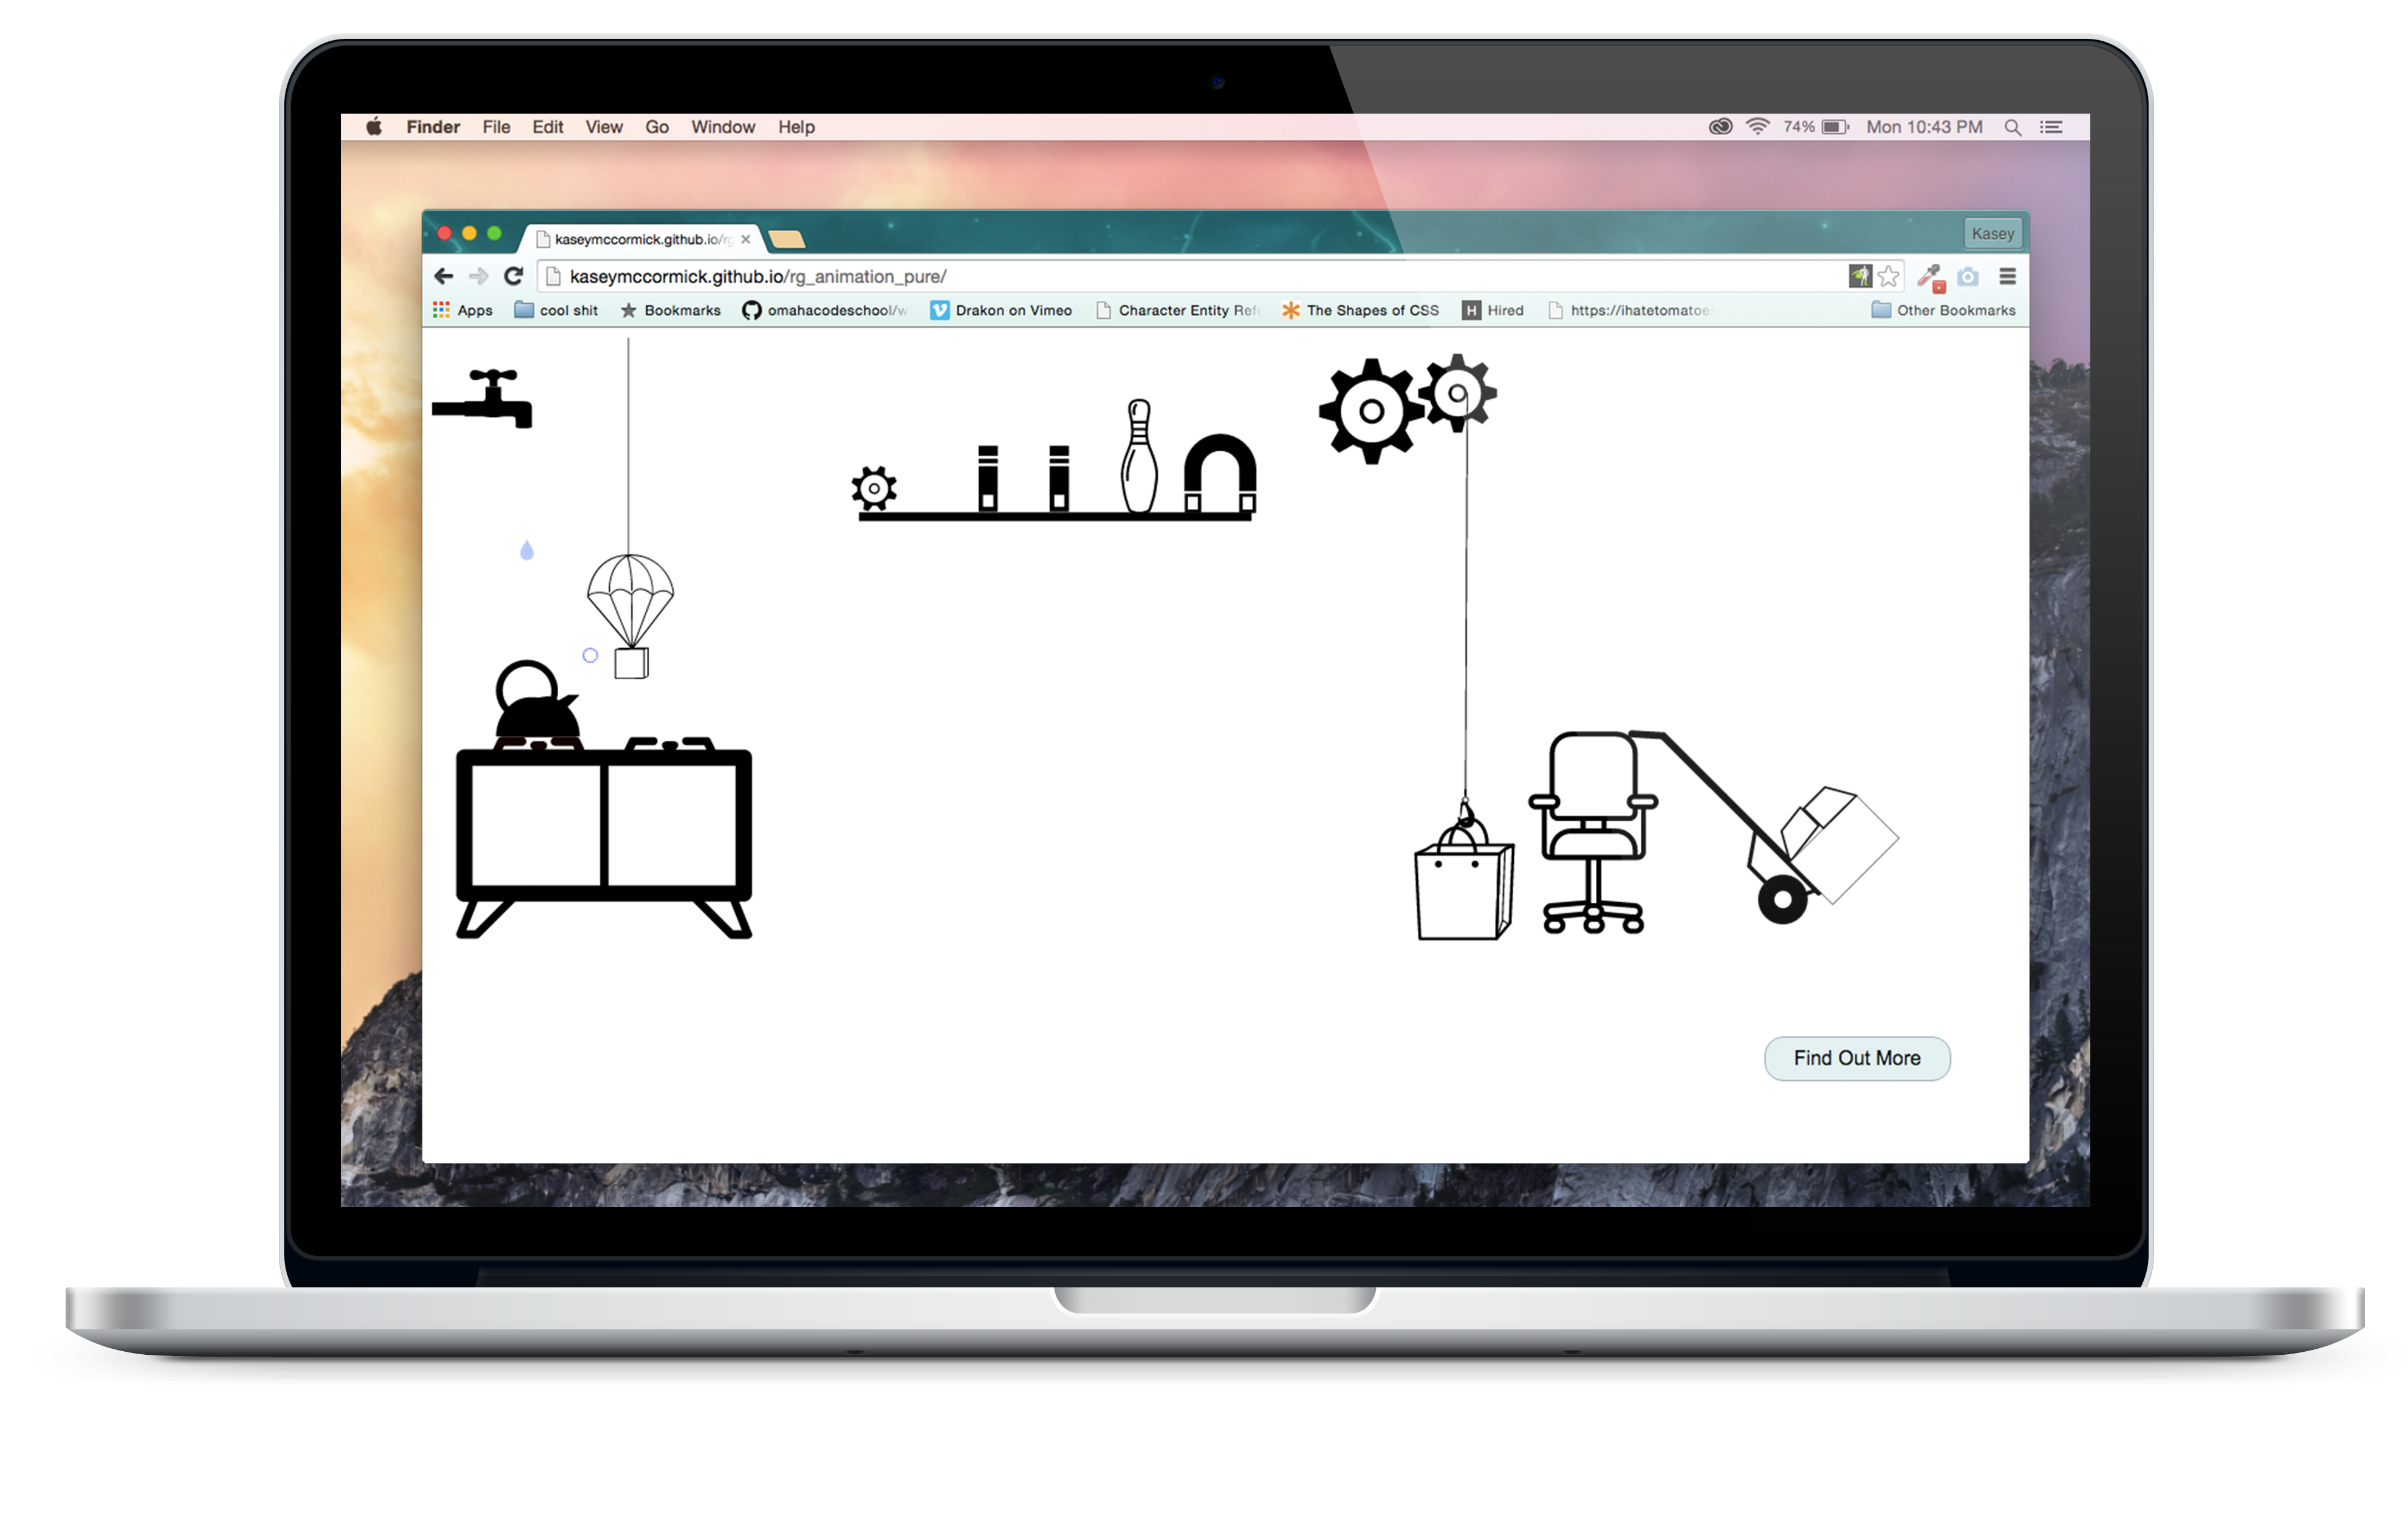 Finder File Edit View Go Window Help 74% Mon 10:43 PM
kaseymccormick.github.io/rg Kasey
kaseymccormick.github.io/rg_animation_pure/
Apps cool shit Bookmarks omahacodeschool/w Drakon on Vimeo Character Entity Refe The Shapes of CSS H Hired https://ihatetomatoe Other Bookmarks
Find Out More